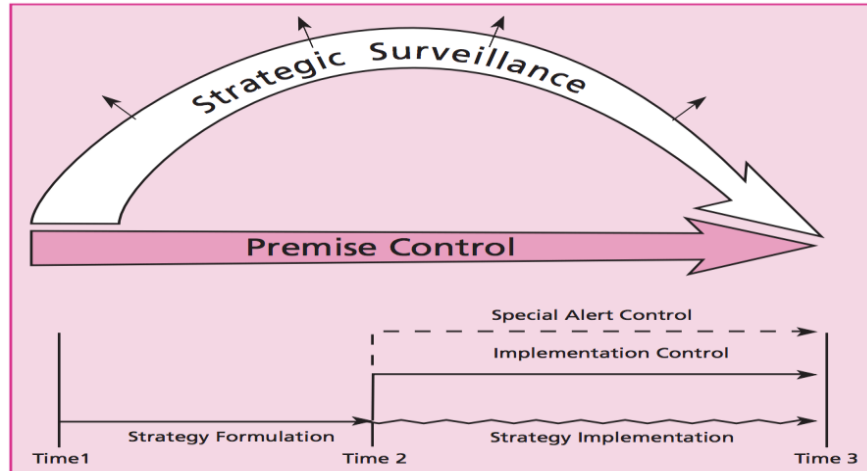 Strategic Surveillance
Premise Control
Special Alert Control
Implementation Control
Strategy Formulation
Strategy Implementation
Time1
Time 2
Time 3